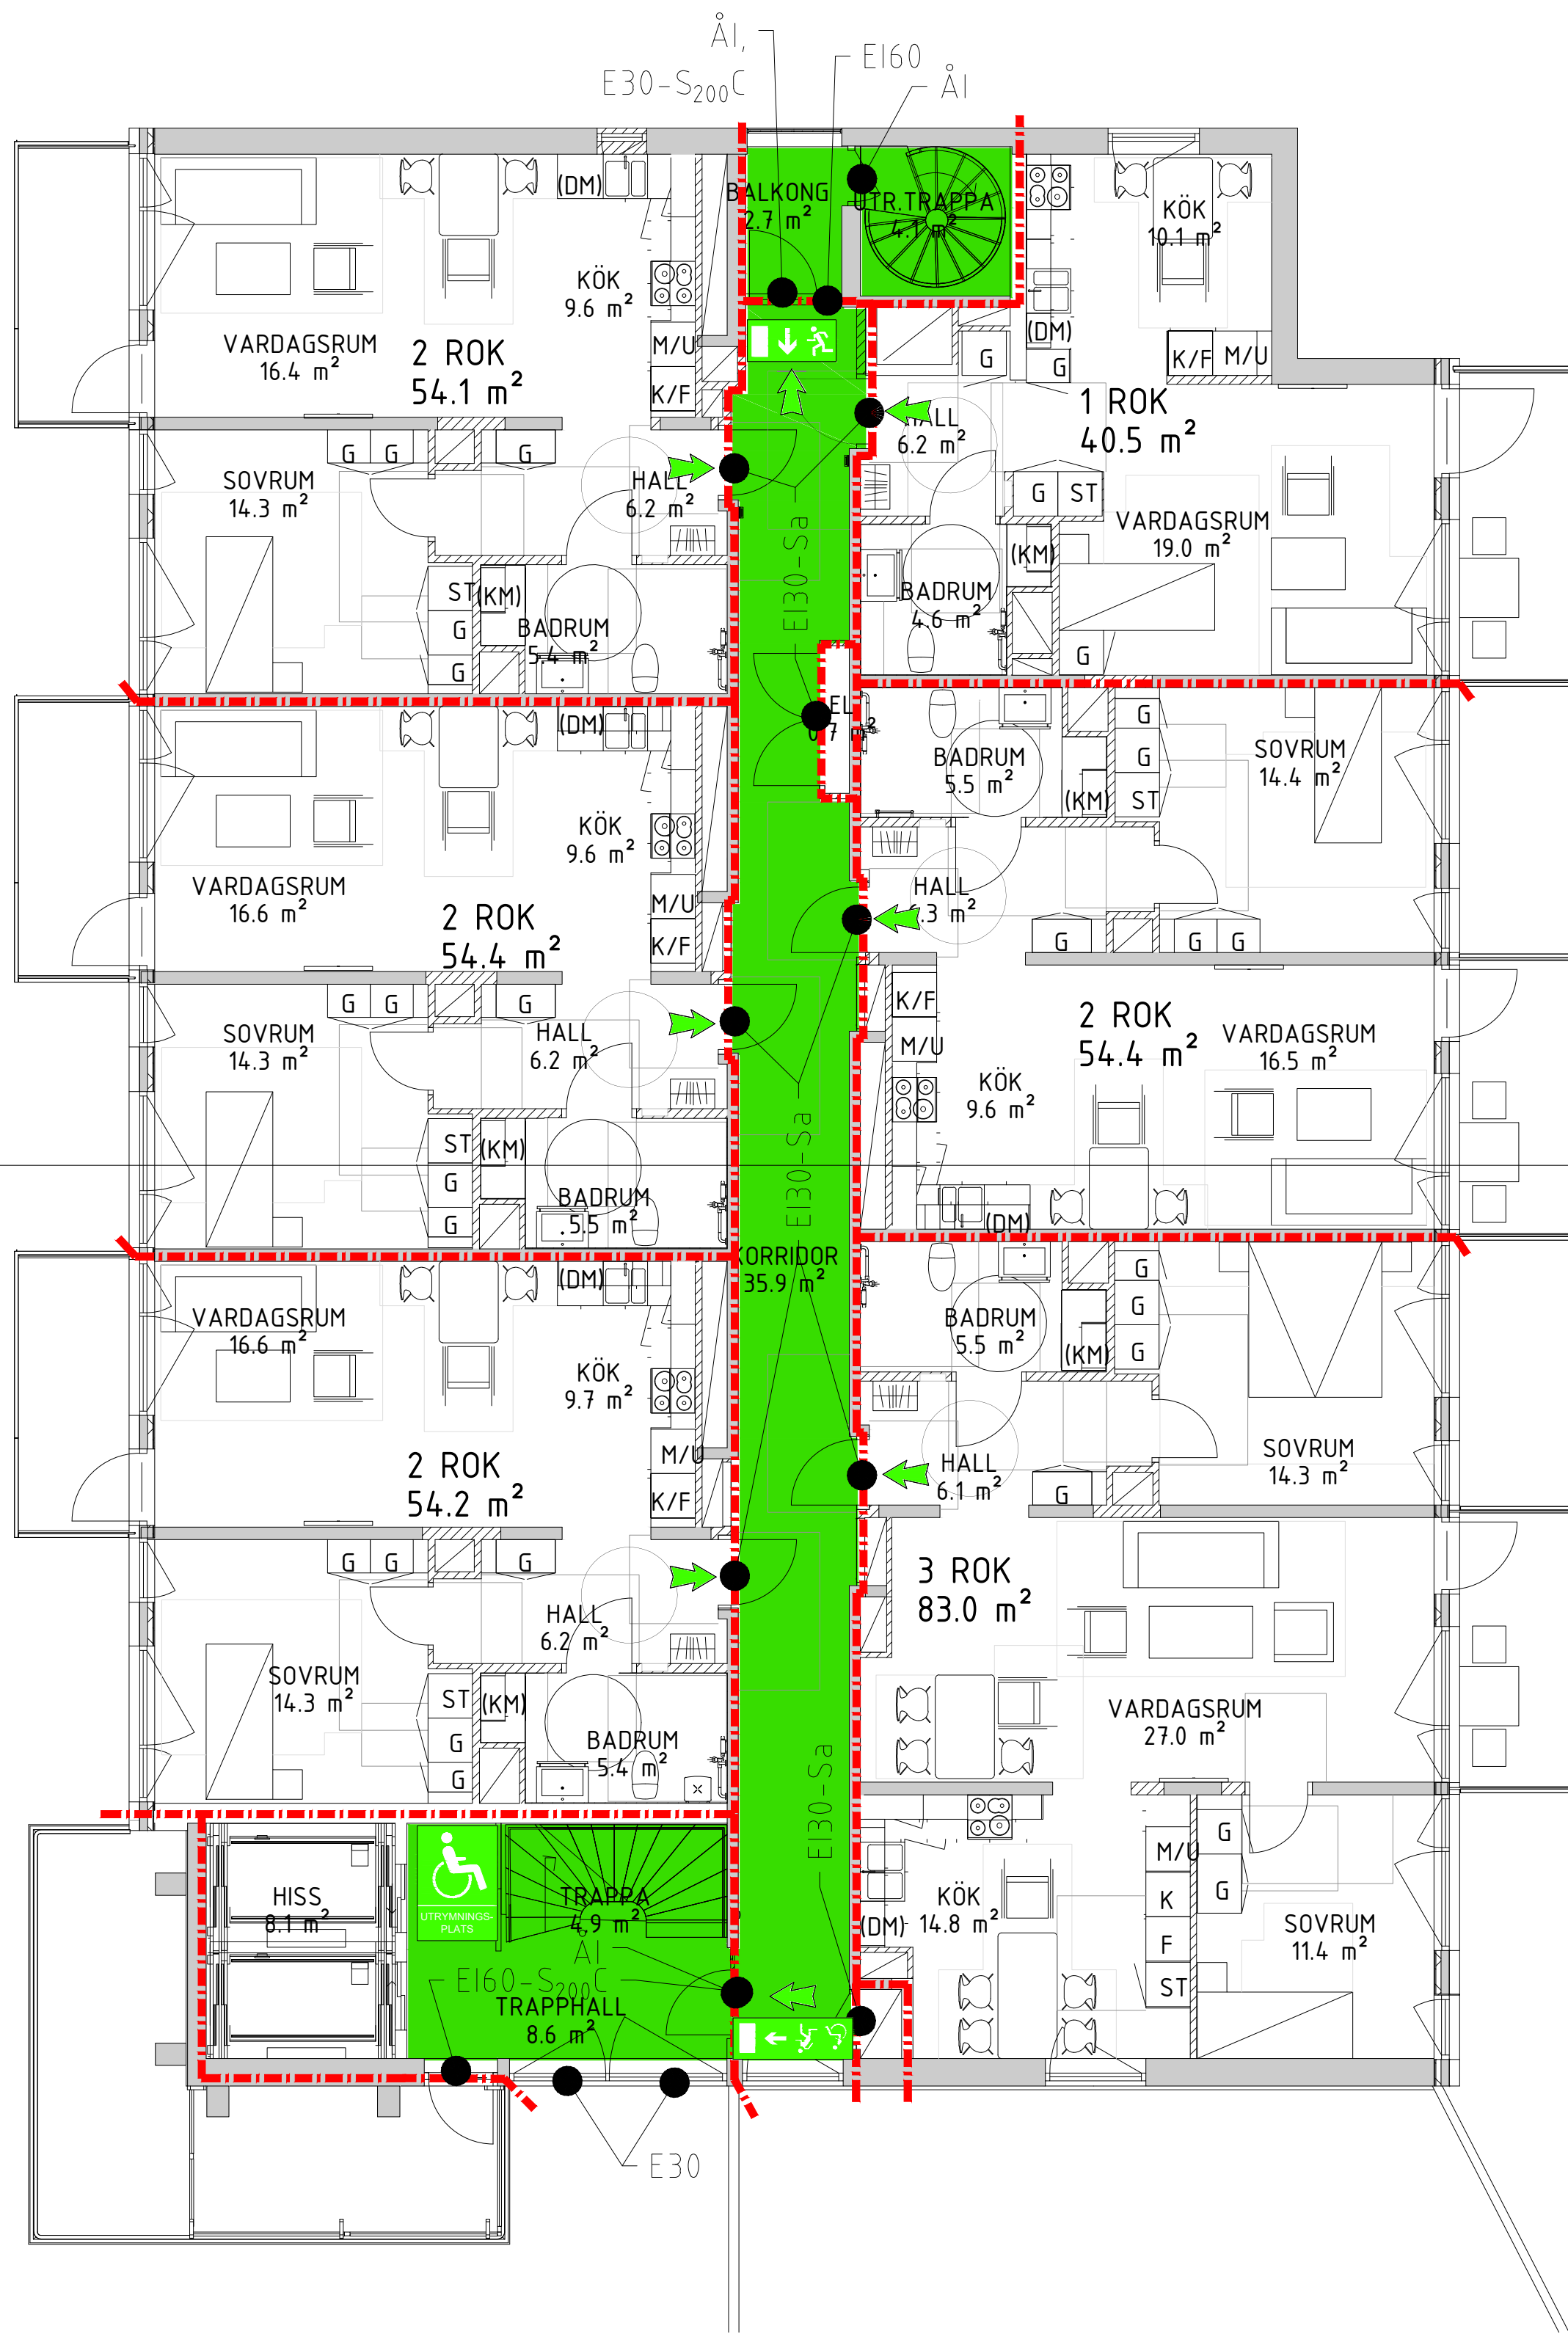 ÅI,
E30-S200C
EI60
ÅI
BALKONG
2.7 m²
UTR.TRAPPA
4.1 m²
(DM)
KÖK
9.6 m²
VARDAGSRUM
16.4 m²
2 ROK
54.1 m²
M/U
K/F
KÖK
10.1 m²
(DM)
G
G
K/F
M/U
1 ROK
40.5 m²
HALL
6.2 m²
G
G
G
SOVRUM
14.3 m²
HALL
6.2 m²
G
ST
VARDAGSRUM
19.0 m²
EI30-Sa
(KM)
BADRUM
4.6 m²
G
ST
(KM)
G
G
BADRUM
5.4 m²
EL
0.7 m²
(DM)
KÖK
9.6 m²
VARDAGSRUM
16.6 m²
2 ROK
54.4 m²
M/U
K/F
BADRUM
5.5 m²
(KM)
G
G
ST
SOVRUM
14.4 m²
HALL
6.3 m²
G
G
G
G
G
G
SOVRUM
14.3 m²
HALL
6.2 m²
K/F
M/U
2 ROK
54.4 m²
VARDAGSRUM
16.5 m²
KÖK
9.6 m²
(DM)
EI30-Sa
ST
(KM)
G
G
BADRUM
5.5 m²
KORRIDOR
35.9 m²
(DM)
VARDAGSRUM
16.6 m²
KÖK
9.7 m²
2 ROK
54.2 m²
M/U
K/F
BADRUM
5.5 m²
(KM)
G
G
G
SOVRUM
14.3 m²
HALL
6.1 m²
G
G
G
G
HALL
6.2 m²
SOVRUM
14.3 m²
ST
(KM)
G
G
BADRUM
5.4 m²
3 ROK
83.0 m²
VARDAGSRUM
27.0 m²
EI30-Sa
HISS
8.1 m²
UTRYMNINGS-
PLATS
TRAPPA
4.9 m²
ÅI
EI60-S200C
TRAPPHALL
8.6 m²
KÖK
14.8 m²
(DM)
M/U
K
F
ST
G
G
SOVRUM
11.4 m²
E30